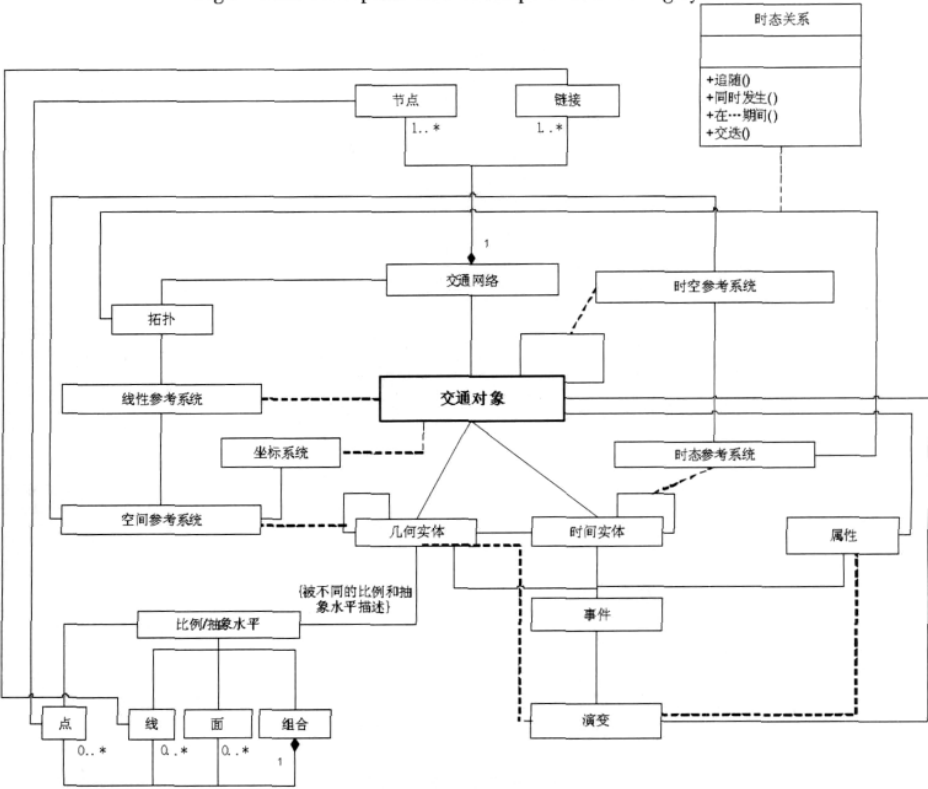 时态关系
+追随()
+同时发生()
+在…期间()
+交迭()
节点
链接
1..*
1..*
1
交通网络
时空参考系统
拓扑
线性参考系统
交通对象
坐标系统
时态参考系统
空间参考系统
几何实体
时间实体
属性
{被不同的比例和抽
象水平描述}
比例/抽象水平
事件
点
线
面
组合
演变
0..*
0..*
0..*
1